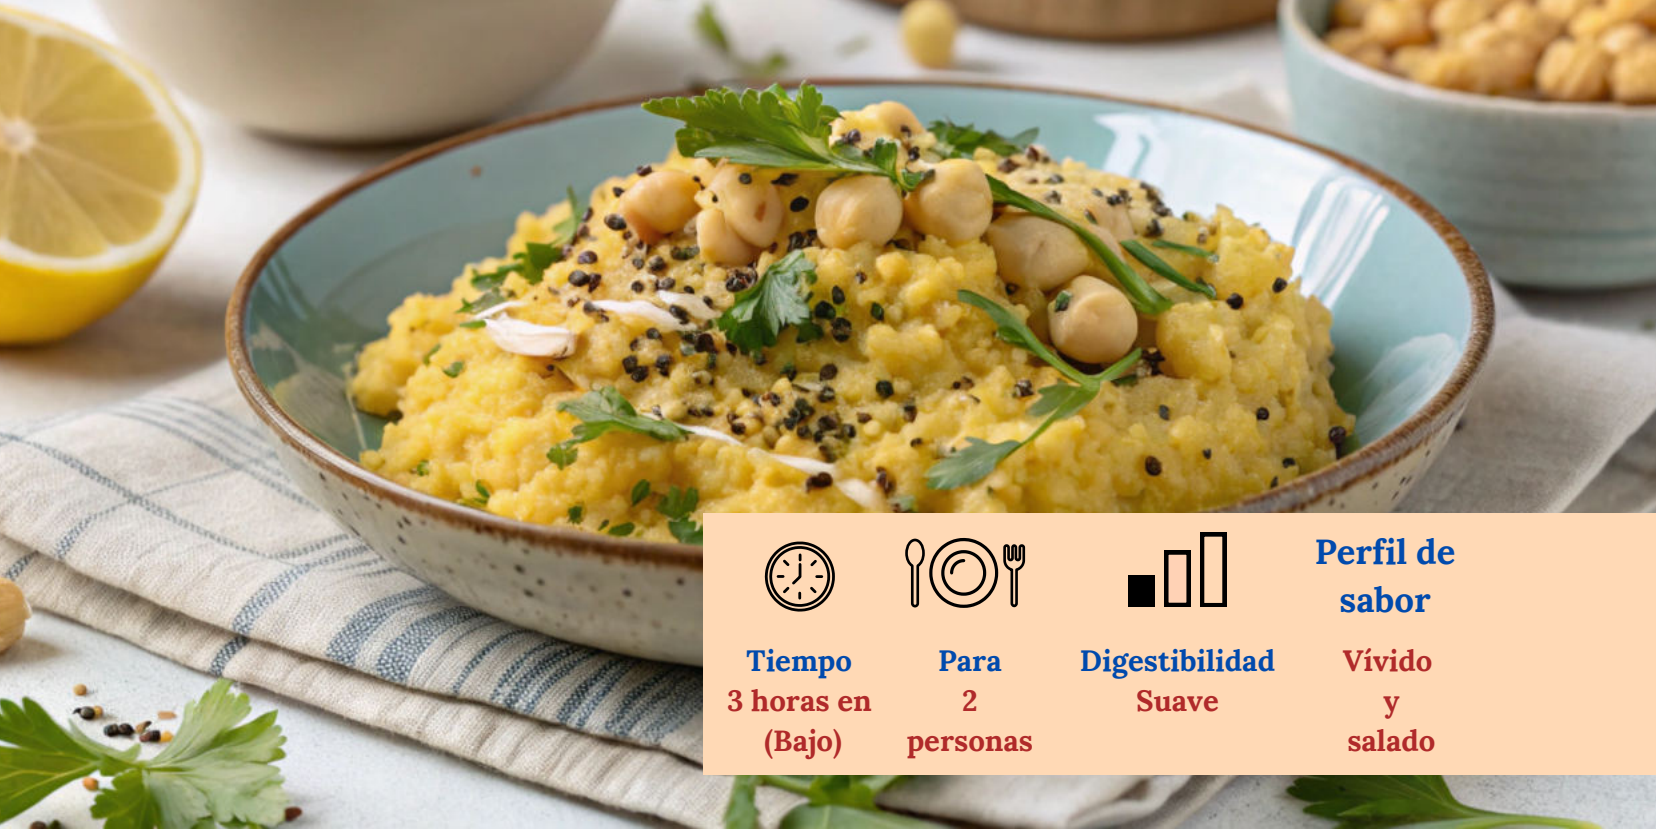 Tiempo
3 horas en
(Bajo)
Para
2
personas
Digestibilidad
Suave
Perfil de
sabor
Vívido
y
salado